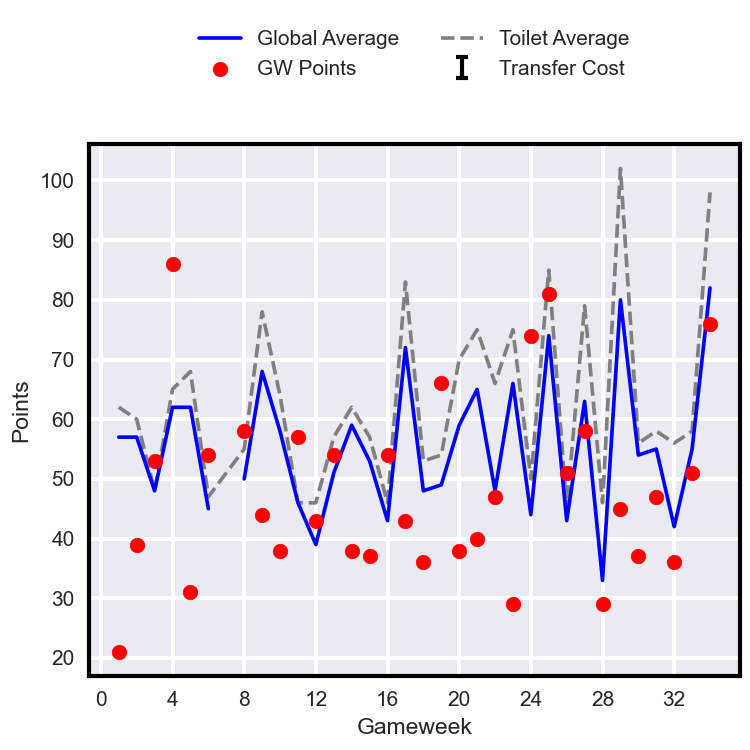 Global Average
Toilet Average
GW Points
Transfer Cost
100
90
80
70
60
50
40
30
20
Points
0 4 8 12 16 20 24 28 32
Gameweek